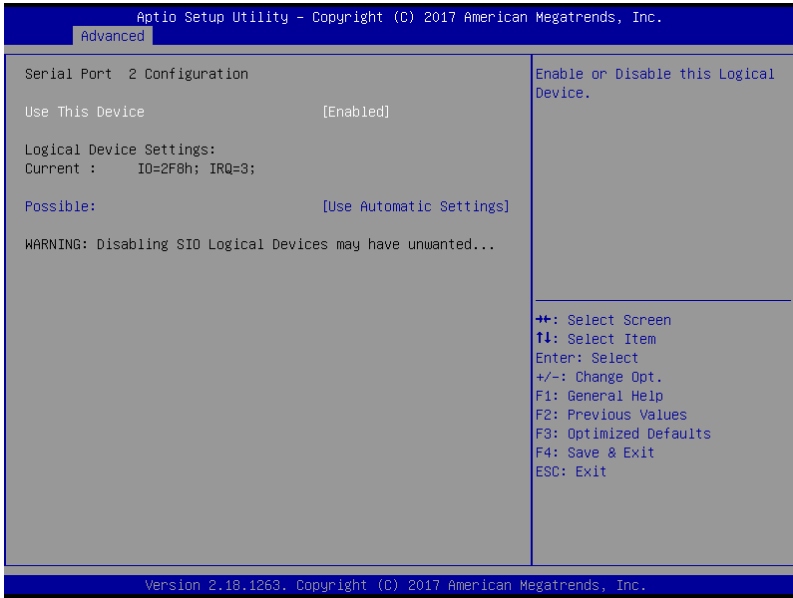 Aptio Setup Utility – Copyright (C) 2017 American Megatrends, Inc.
Advanced
Serial Port  2 Configuration
Use This Device [Enabled]
Logical Device Settings:
Current :    IO=2F8h; IRQ=3;
Possible: [Use Automatic Settings]
WARNING: Disabling SIO Logical Devices may have unwanted...
Enable or Disable this Logical
Device.
→←: Select Screen
↑↓: Select Item
Enter: Select
+/-: Change Opt.
F1: General Help
F2: Previous Values
F3: Optimized Defaults
F4: Save & Exit
ESC: Exit
Version 2.18.1263. Copyright (C) 2017 American Megatrends, Inc.